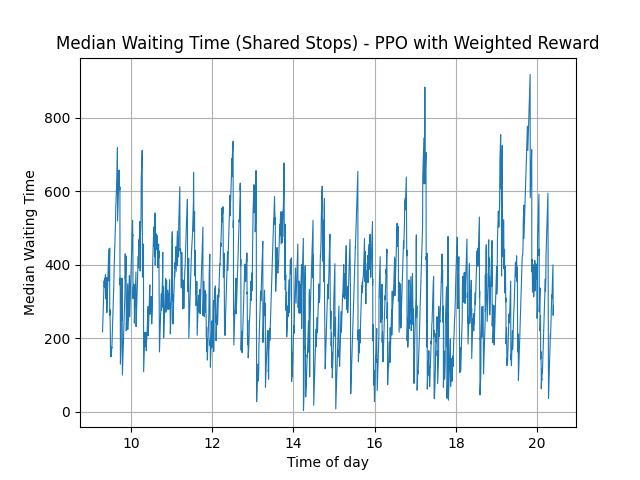 Median Waiting Time (Shared Stops) - PPO with Weighted Reward
800
600
400
200
0
Median Waiting Time
10 12 14 16 18 20
Time of day